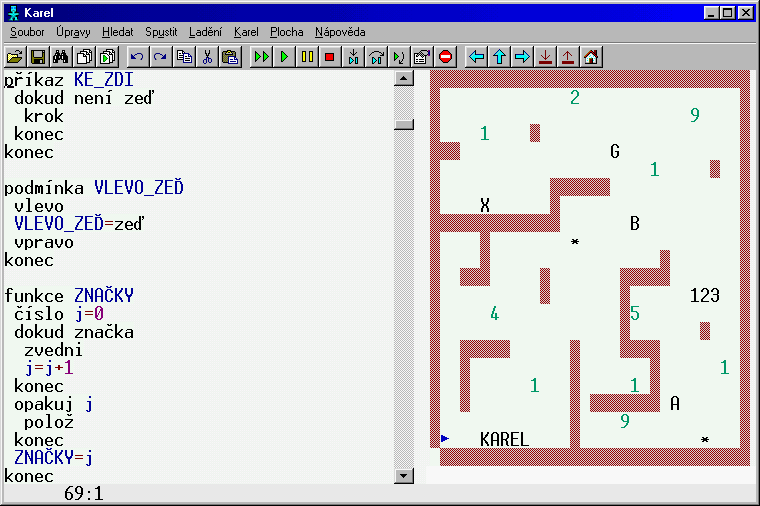 Karel
Soubor Úpravy Hledat Spustit Ladění Karel Plocha Nápověda
příkaz KE_ZDI
dokud není zeď
krok
konec
konec
podmínka VLEVO_ZEĎ
vlevo
VLEVO_ZEĎ=zeď
vpravo
konec
funkce ZNAČKY
číslo j=0
dokud značka
zvedni
j=j+1
konec
opakuj j
polož
konec
ZNAČKY=j
konec
2
9
1
G
1
X
B
*
123
4
5
1
1
1
A
9
KAREL
*
69:1